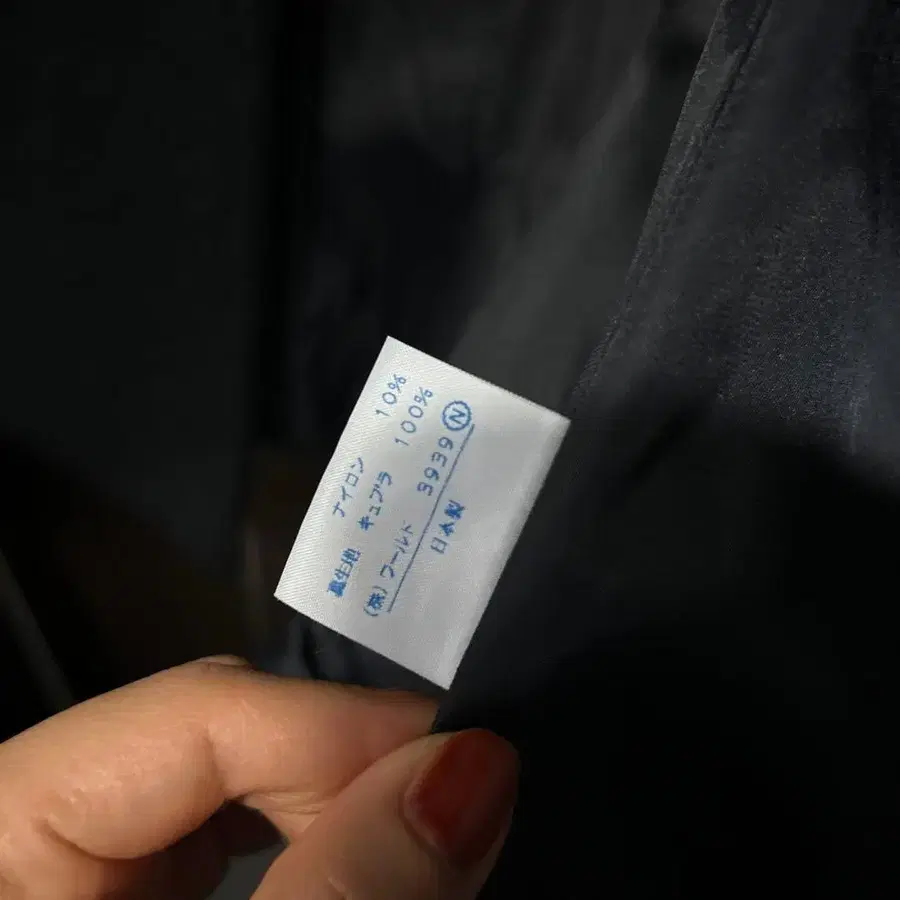 ナイロン 10%
裏生地 キュプラ 100%
(株)ワールド 3939 Ⓝ
日本製